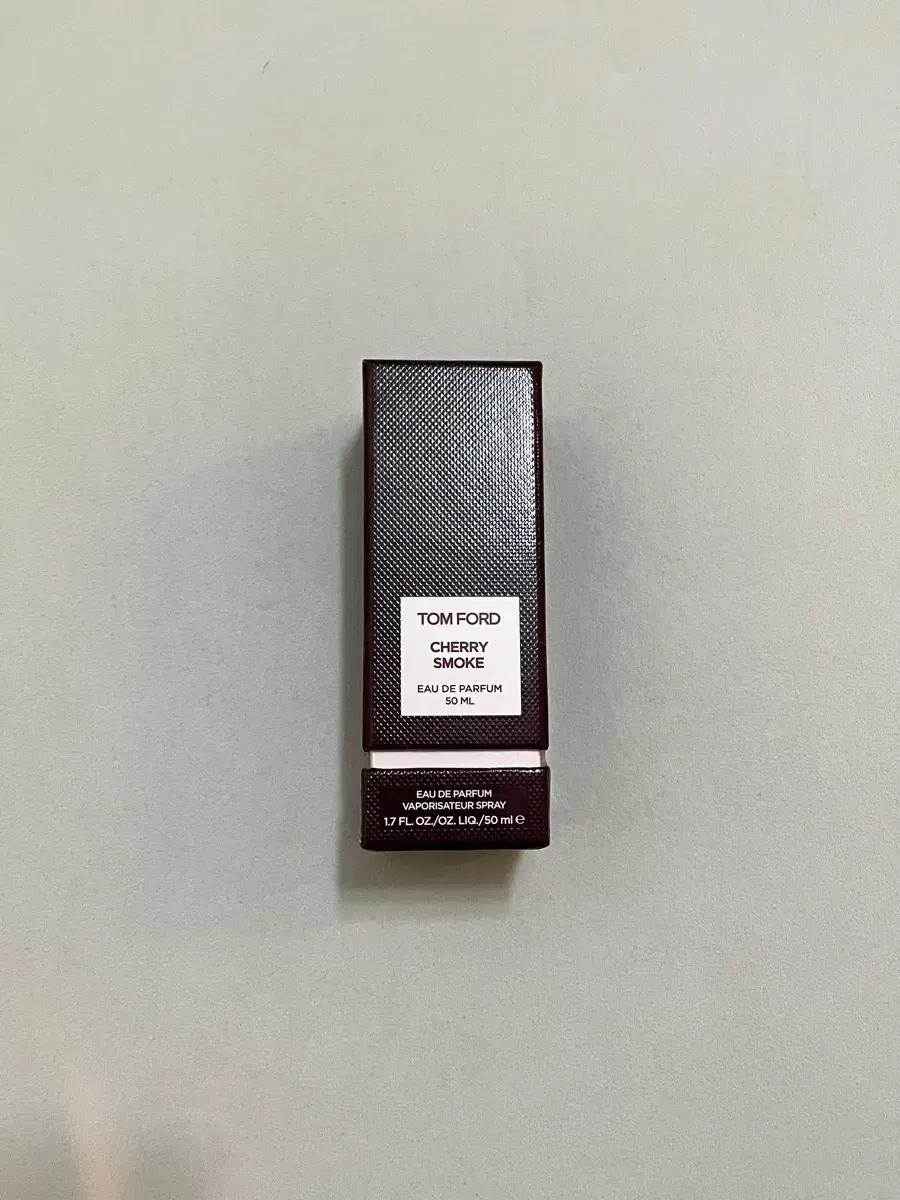 TOM FORD
CHERRY
SMOKE
EAU DE PARFUM
50 ML
EAU DE PARFUM
VAPORISATEUR SPRAY
1.7 FL. OZ./OZ. LIQ./50 ml ℮